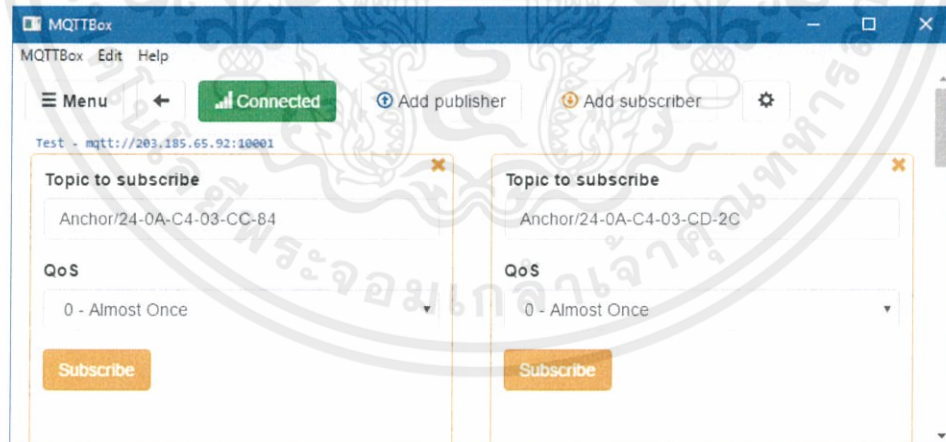 MQTTBox
MQTTBox Edit Help
Menu
Connected
Add publisher
Add subscriber
Test - mqtt://203.185.65.92:10001
Topic to subscribe
Anchor/24-0A-C4-03-CC-84
QoS
0 - Almost Once
Subscribe
Topic to subscribe
Anchor/24-0A-C4-03-CD-2C
QoS
0 - Almost Once
Subscribe